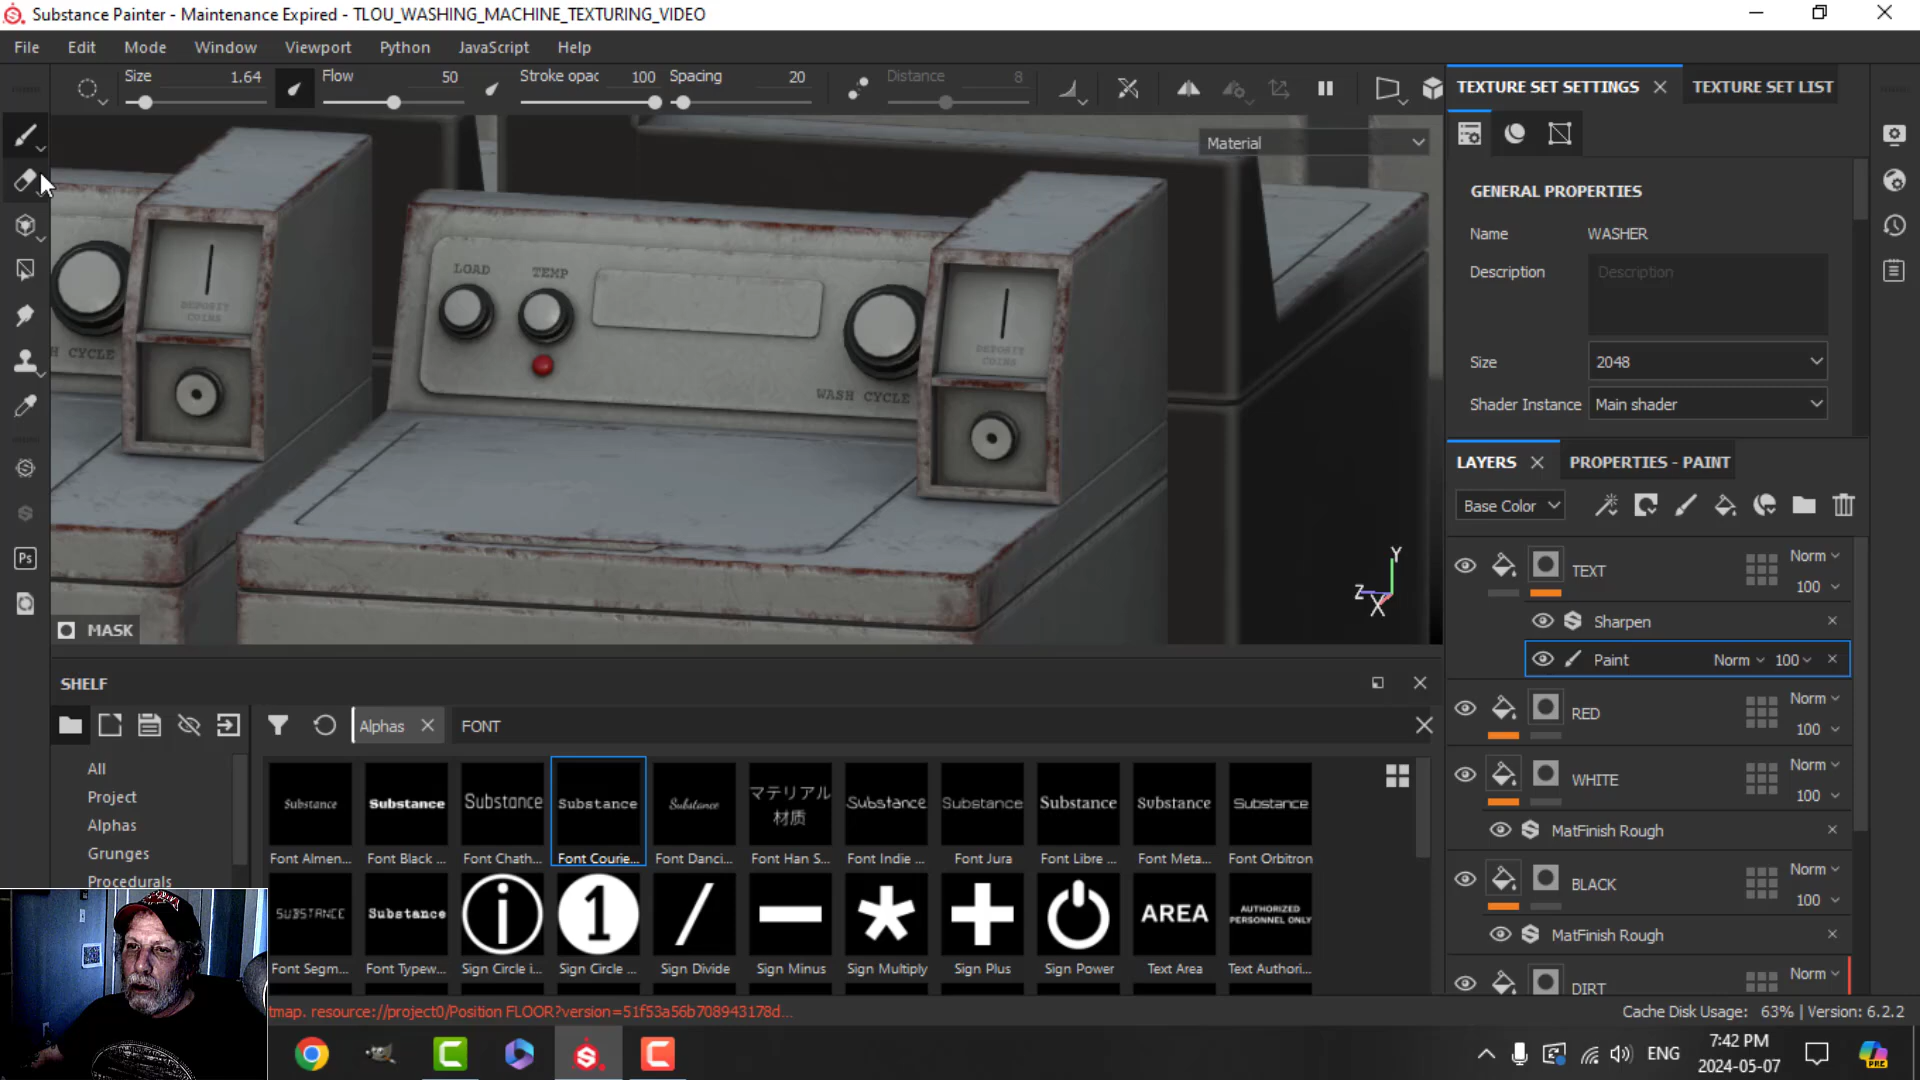 Substance Painter - Maintenance Expired - TLOU_WASHING_MACHINE_TEXTURING_VIDEO
File Edit Mode Window Viewport Python JavaScript Help
Size 1.64 Flow 50 Stroke opac 100 Spacing 20 Distance 8
TEXTURE SET SETTINGS TEXTURE SET LIST
Material
GENERAL PROPERTIES
Name WASHER
Description Description
Size 2048
Shader Instance Main shader
LOAD TEMP
DEPOSIT COINS
H CYCLE
WASH CYCLE
DEPOSIT COINS
Y
Z
X
MASK
LAYERS PROPERTIES - PAINT
Base Color
TEXT Norm 100
Sharpen
Paint Norm 100
RED Norm 100
WHITE Norm 100
MatFinish Rough
BLACK Norm 100
MatFinish Rough
DIRT Norm
SHELF
Alphas FONT
All
Project
Alphas
Grunges
Procedurals
Substance Substance Substance Substance Substance マテリアル 材质 Substance Substance Substance Substance Substance
Font Almen... Font Black ... Font Chath... Font Courie... Font Danci... Font Han S... Font Indie ... Font Jura Font Libre ... Font Meta... Font Orbitron
SUBSTANCE Substance i 1 AREA AUTHORIZED PERSONNEL ONLY
Font Segm... Font Typew... Sign Circle i... Sign Circle ... Sign Divide Sign Minus Sign Multiply Sign Plus Sign Power Text Area Text Authori...
tmap. resource://project0/Position FLOOR?version=51f53a56b708943178d...
Cache Disk Usage: 63% | Version: 6.2.2
Ps
ENG
7:42 PM
2024-05-07
PRE